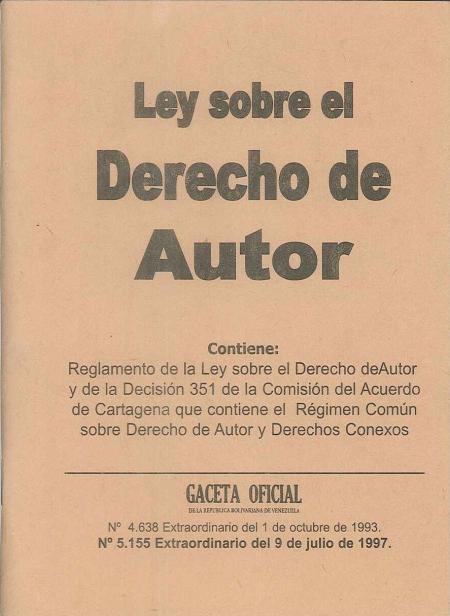 Ley sobre el
Derecho de
Autor
Contiene:
Reglamento de la Ley sobre el Derecho deAutor
y de la Decisión 351 de la Comisión del Acuerdo
de Cartagena que contiene el Régimen Común
sobre Derecho de Autor y Derechos Conexos
GACETA OFICIAL
DE LA REPUBLICA BOLIVARIANA DE VENEZUELA
Nº 4.638 Extraordinario del 1 de octubre de 1993.
Nº 5.155 Extraordinario del 9 de julio de 1997.